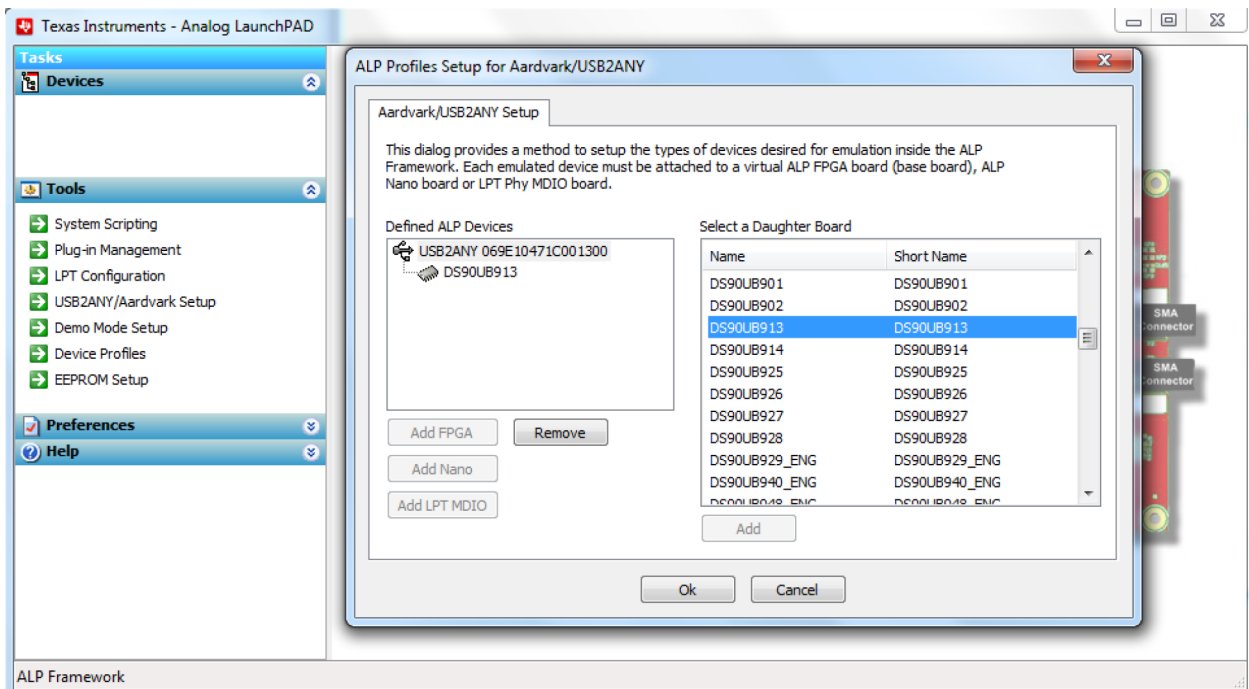 Texas Instruments - Analog LaunchPAD
Tasks
Devices
Tools
System Scripting
Plug-in Management
LPT Configuration
USB2ANY/Aardvark Setup
Demo Mode Setup
Device Profiles
EEPROM Setup
Preferences
Help
ALP Profiles Setup for Aardvark/USB2ANY
Aardvark/USB2ANY Setup
This dialog provides a method to setup the types of devices desired for emulation inside the ALP
Framework. Each emulated device must be attached to a virtual ALP FPGA board (base board), ALP
Nano board or LPT Phy MDIO board.
Defined ALP Devices
USB2ANY 069E10471C001300
DS90UB913
Add FPGA
Remove
Add Nano
Add LPT MDIO
Select a Daughter Board
Name Short Name
DS90UB901 DS90UB901
DS90UB902 DS90UB902
DS90UB913 DS90UB913
DS90UB914 DS90UB914
DS90UB925 DS90UB925
DS90UB926 DS90UB926
DS90UB927 DS90UB927
DS90UB928 DS90UB928
DS90UB929_ENG DS90UB929_ENG
DS90UB940_ENG DS90UB940_ENG
DS90UB948_ENG DS90UB948_ENG
Add
Ok
Cancel
SMA
Connector
SMA
Connector
ALP Framework